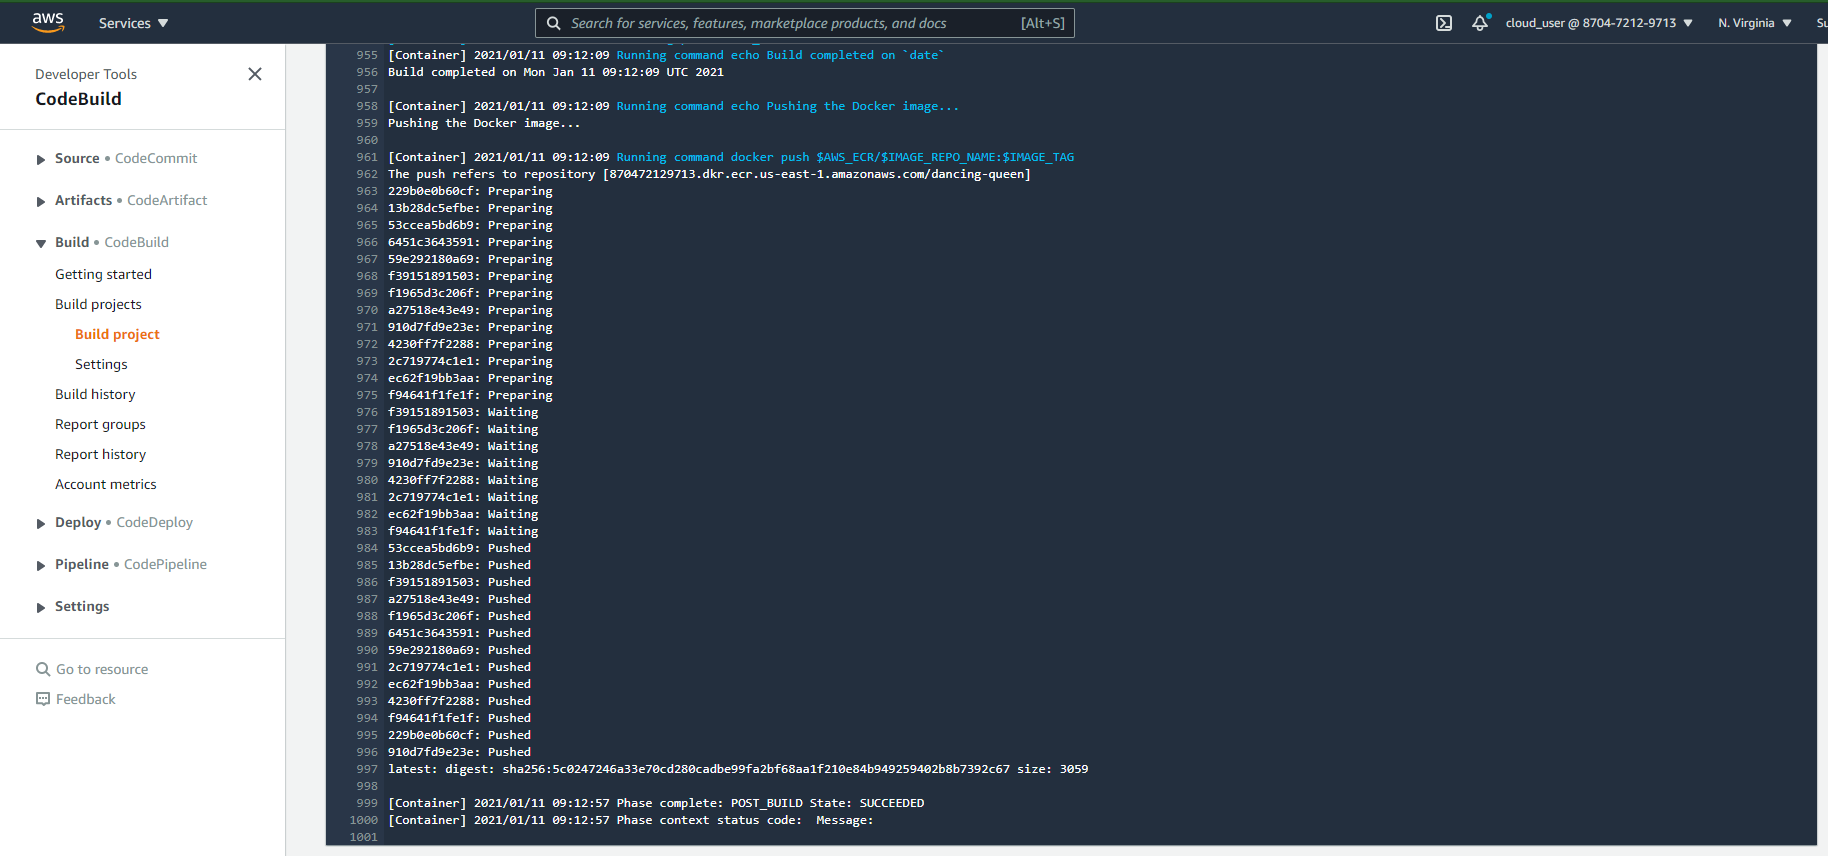 aws Services Search for services, features, marketplace products, and docs [Alt+S] cloud_user @ 8704-7212-9713 N. Virginia Su
Developer Tools
CodeBuild
Source • CodeCommit
Artifacts • CodeArtifact
Build • CodeBuild
Getting started
Build projects
Build project
Settings
Build history
Report groups
Report history
Account metrics
Deploy • CodeDeploy
Pipeline • CodePipeline
Settings
Go to resource
Feedback
955 [Container] 2021/01/11 09:12:09 Running command echo Build completed on `date`
956 Build completed on Mon Jan 11 09:12:09 UTC 2021
957
958 [Container] 2021/01/11 09:12:09 Running command echo Pushing the Docker image...
959 Pushing the Docker image...
960
961 [Container] 2021/01/11 09:12:09 Running command docker push $AWS_ECR/$IMAGE_REPO_NAME:$IMAGE_TAG
962 The push refers to repository [870472129713.dkr.ecr.us-east-1.amazonaws.com/dancing-queen]
963 229b0e0b60cf: Preparing
964 13b28dc5efbe: Preparing
965 53ccea5bd6b9: Preparing
966 6451c3643591: Preparing
967 59e292180a69: Preparing
968 f39151891503: Preparing
969 f1965d3c206f: Preparing
970 a27518e43e49: Preparing
971 910d7fd9e23e: Preparing
972 4230ff7f2288: Preparing
973 2c719774c1e1: Preparing
974 ec62f19bb3aa: Preparing
975 f94641f1fe1f: Preparing
976 f39151891503: Waiting
977 f1965d3c206f: Waiting
978 a27518e43e49: Waiting
979 910d7fd9e23e: Waiting
980 4230ff7f2288: Waiting
981 2c719774c1e1: Waiting
982 ec62f19bb3aa: Waiting
983 f94641f1fe1f: Waiting
984 53ccea5bd6b9: Pushed
985 13b28dc5efbe: Pushed
986 f39151891503: Pushed
987 a27518e43e49: Pushed
988 f1965d3c206f: Pushed
989 6451c3643591: Pushed
990 59e292180a69: Pushed
991 2c719774c1e1: Pushed
992 ec62f19bb3aa: Pushed
993 4230ff7f2288: Pushed
994 f94641f1fe1f: Pushed
995 229b0e0b60cf: Pushed
996 910d7fd9e23e: Pushed
997 latest: digest: sha256:5c0247246a33e70cd280cadbe99fa2bf68aa1f210e84b949259402b8b7392c67 size: 3059
998
999 [Container] 2021/01/11 09:12:57 Phase complete: POST_BUILD State: SUCCEEDED
1000 [Container] 2021/01/11 09:12:57 Phase context status code:  Message:
1001